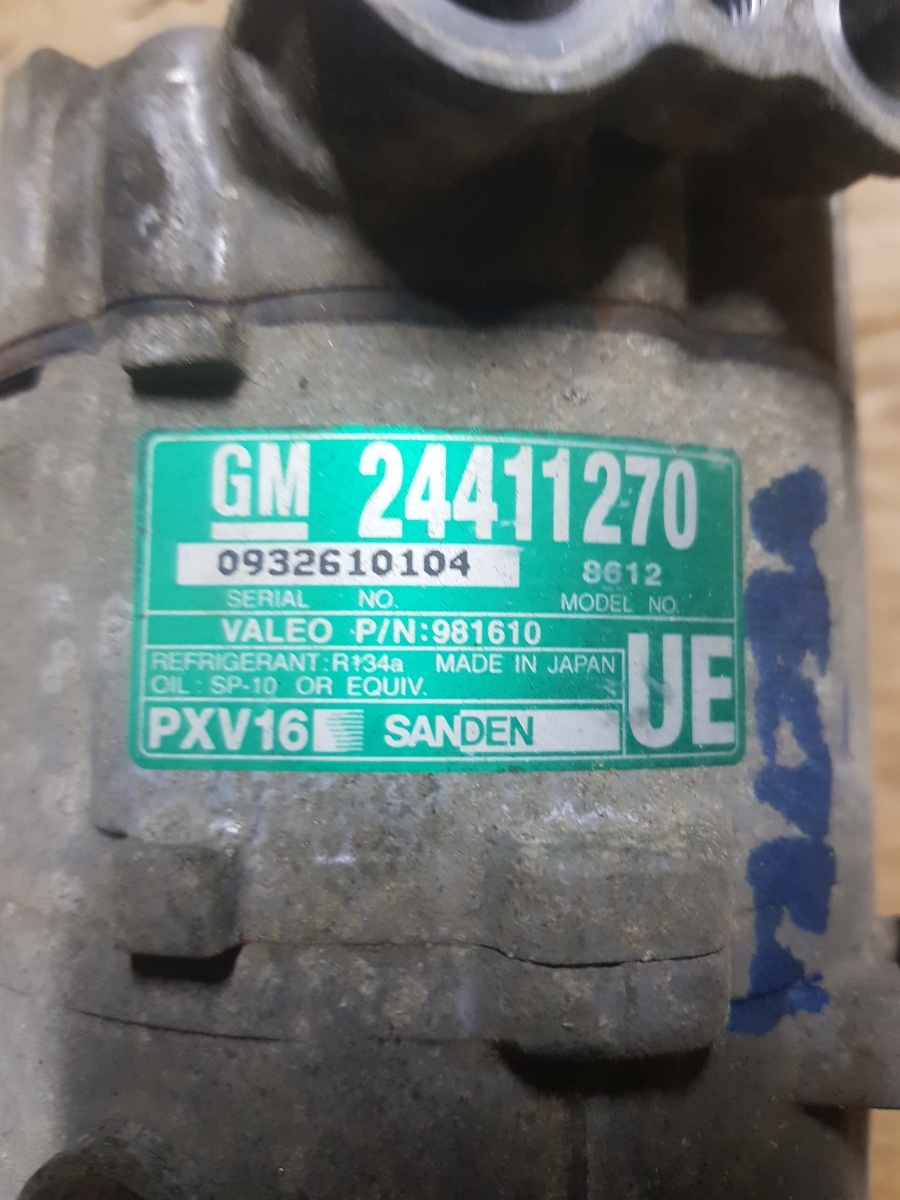 GM 24411270
0932610104 8612
SERIAL NO. MODEL NO.
VALEO P/N:981610
REFRIGERANT:R134a MADE IN JAPAN
OIL: SP-10 OR EQUIV.
UE
PXV16 SANDEN